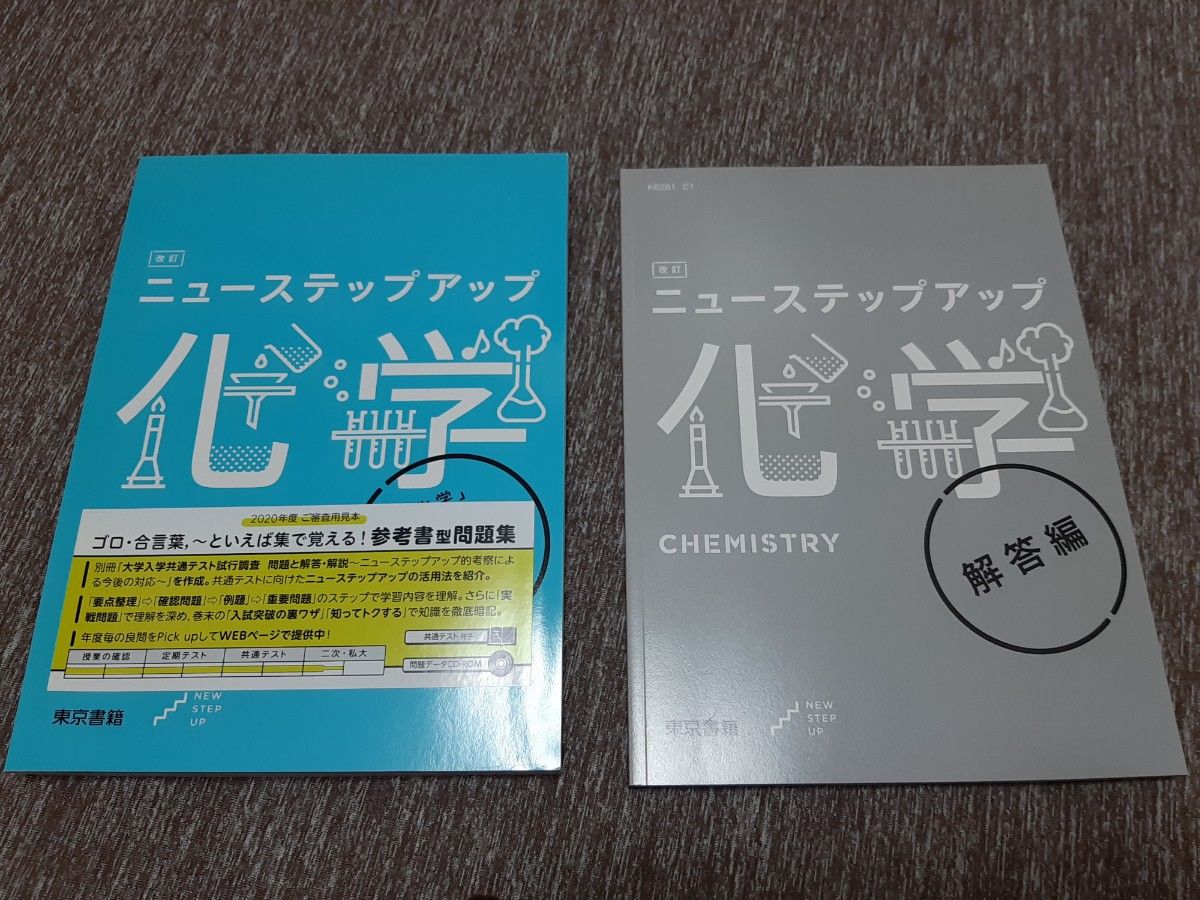 改訂
ニューステップアップ
化学
2020年度 ご審査用見本
ゴロ・合言葉,〜といえば集で覚える!参考書型問題集
別冊「大学入学共通テスト試行調査 問題と解答・解説〜ニューステップアップ的考察によ
る今後の対応〜」を作成。共通テストに向けたニューステップアップの活用法を紹介。
「要点整理」⇨「確認問題」⇨「例題」⇨「重要問題」のステップで学習内容を理解。さらに「実
戦問題」で理解を深め,巻末の「入試突破の裏ワザ」「知ってトクする」で知識を徹底暗記。
年度毎の良問をPick upしてWEBページで提供中!
共通テスト冊子
授業の確認 定期テスト 共通テスト 二次・私大
問題データCD-ROM
東京書籍
NEW
STEP
UP
K6281 C1
改訂
ニューステップアップ
化学
CHEMISTRY
解答編
東京書籍
NEW
STEP
UP